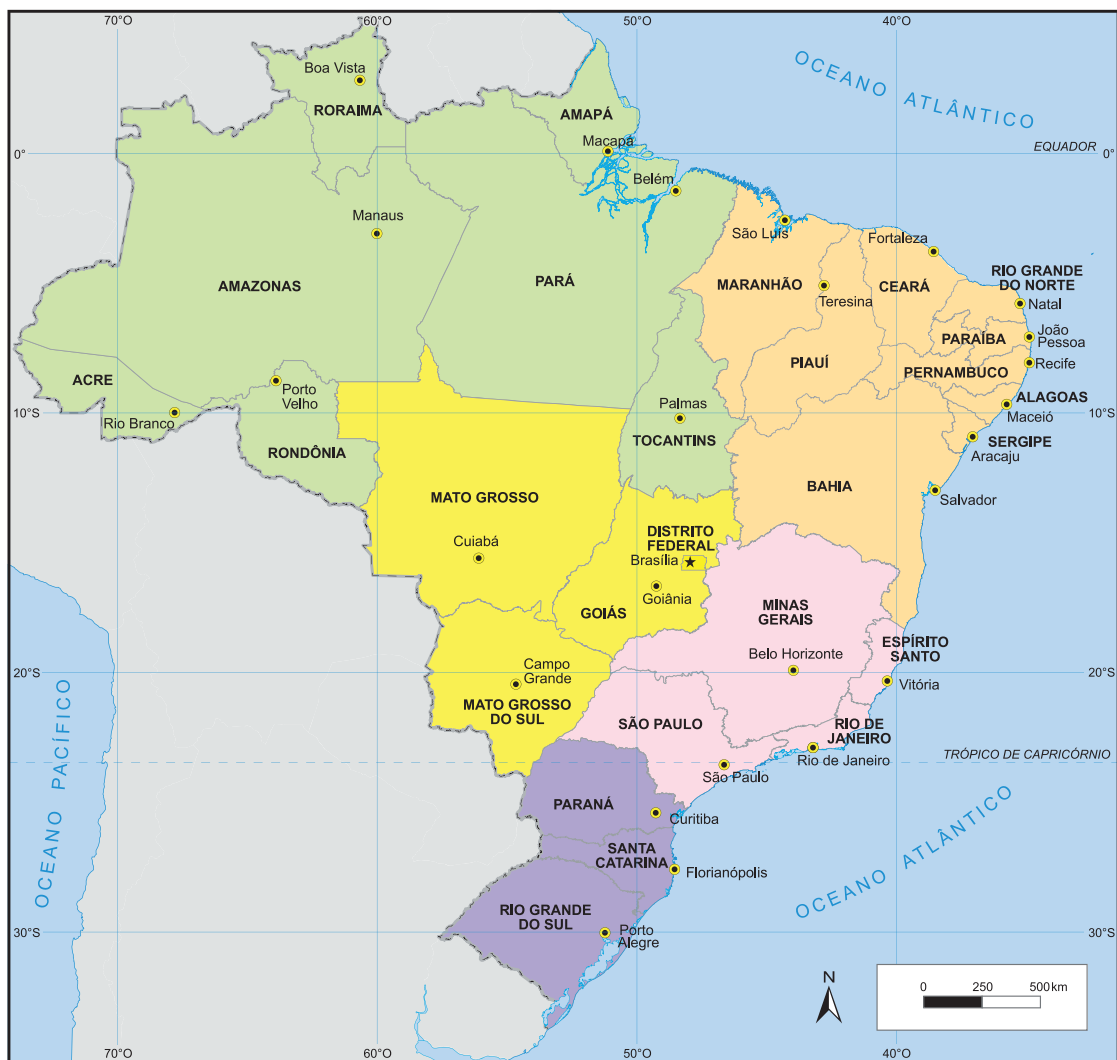 70°O
60°O
50°O
40°O
OCEANO ATLÂNTICO
Boa Vista
RORAIMA
AMAPÁ
Macapá
EQUADOR
0°
0°
Belém
Manaus
São Luís
Fortaleza
AMAZONAS
PARÁ
MARANHÃO
CEARÁ
RIO GRANDE
DO NORTE
Teresina
Natal
João
Pessoa
PARAÍBA
PIAUÍ
Recife
PERNAMBUCO
ACRE
Porto
Velho
ALAGOAS
Palmas
Maceió
10°S
Rio Branco
10°S
TOCANTINS
SERGIPE
Aracaju
RONDÔNIA
MATO GROSSO
BAHIA
Salvador
DISTRITO
FEDERAL
Cuiabá
Brasília
Goiânia
GOIÁS
MINAS
GERAIS
ESPÍRITO
SANTO
Belo Horizonte
Campo
Grande
20°S
20°S
Vitória
MATO GROSSO
DO SUL
SÃO PAULO
RIO DE
JANEIRO
Rio de Janeiro
TRÓPICO DE CAPRICÓRNIO
São Paulo
OCEANO PACÍFICO
PARANÁ
Curitiba
SANTA
CATARINA
Florianópolis
OCEANO ATLÂNTICO
RIO GRANDE
DO SUL
Porto
Alegre
30°S
30°S
N
0 250 500 km
70°O
60°O
50°O
40°O